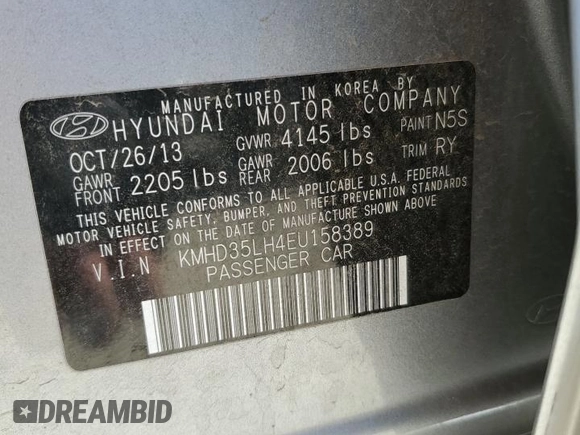 MANUFACTURED IN KOREA BY
HYUNDAI MOTOR COMPANY
OCT/26/13 GVWR 4145 lbs PAINT N5S
GAWR FRONT 2205 lbs GAWR REAR 2006 lbs TRIM RY
THIS VEHICLE CONFORMS TO ALL APPLICABLE U.S.A. FEDERAL
MOTOR VEHICLE SAFETY, BUMPER, AND THEFT PREVENTION STANDARDS
IN EFFECT ON THE DATE OF MANUFACTURE SHOWN ABOVE.
V.I.N KMHD35LH4EU158389
PASSENGER CAR
DREAMBID